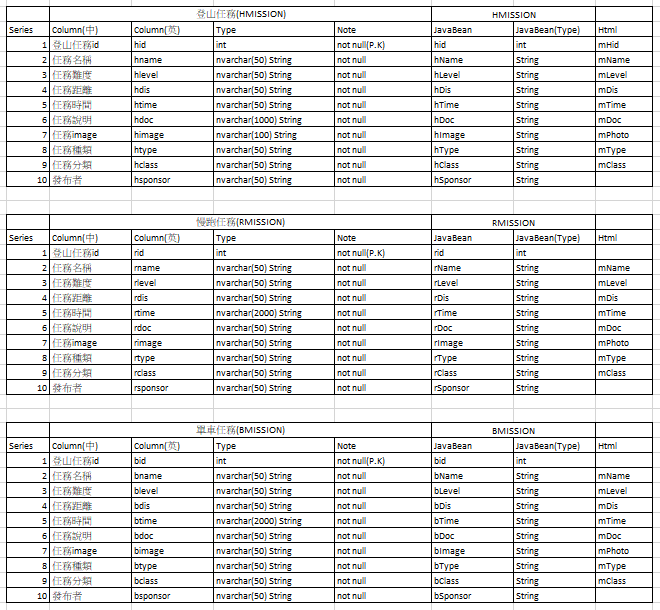 登山任務(HMISSION) HMISSION
Series Column(中) Column(英) Type Note JavaBean JavaBean(Type) Html
1 登山任務id hid int not null(P.K) hid int mHid
2 任務名稱 hname nvarchar(50) String not null hName String mName
3 任務難度 hlevel nvarchar(50) String not null hLevel String mLevel
4 任務距離 hdis nvarchar(50) String not null hDis String mDis
5 任務時間 htime nvarchar(50) String not null hTime String mTime
6 任務說明 hdoc nvarchar(1000) String not null hDoc String mDoc
7 任務image himage nvarchar(100) String not null hImage String mPhoto
8 任務種類 htype nvarchar(50) String not null hType String mType
9 任務分類 hclass nvarchar(50) String not null hClass String mClass
10 發布者 hsponsor nvarchar(50) String not null hSponsor String
慢跑任務(RMISSION) RMISSION
Series Column(中) Column(英) Type Note JavaBean JavaBean(Type) Html
1 登山任務id rid int not null(P.K) rid int
2 任務名稱 rname nvarchar(50) String not null rName String mName
3 任務難度 rlevel nvarchar(50) String not null rLevel String mLevel
4 任務距離 rdis nvarchar(50) String not null rDis String mDis
5 任務時間 rtime nvarchar(2000) String not null rTime String mTime
6 任務說明 rdoc nvarchar(50) String not null rDoc String mDoc
7 任務image rimage nvarchar(50) String not null rImage String mPhoto
8 任務種類 rtype nvarchar(50) String not null rType String mType
9 任務分類 rclass nvarchar(50) String not null rClass String mClass
10 發布者 rsponsor nvarchar(50) String not null rSponsor String
單車任務(BMISSION) BMISSION
Series Column(中) Column(英) Type Note JavaBean JavaBean(Type) Html
1 登山任務id bid int not null(P.K) bid int
2 任務名稱 bname nvarchar(50) String not null bName String mName
3 任務難度 blevel nvarchar(50) String not null bLevel String mLevel
4 任務距離 bdis nvarchar(50) String not null bDis String mDis
5 任務時間 btime nvarchar(2000) String not null bTime String mTime
6 任務說明 bdoc nvarchar(50) String not null bDoc String mDoc
7 任務image bimage nvarchar(50) String not null bImage String mPhoto
8 任務種類 btype nvarchar(50) String not null bType String mType
9 任務分類 bclass nvarchar(50) String not null bClass String mClass
10 發布者 bsponsor nvarchar(50) String not null bSponsor String